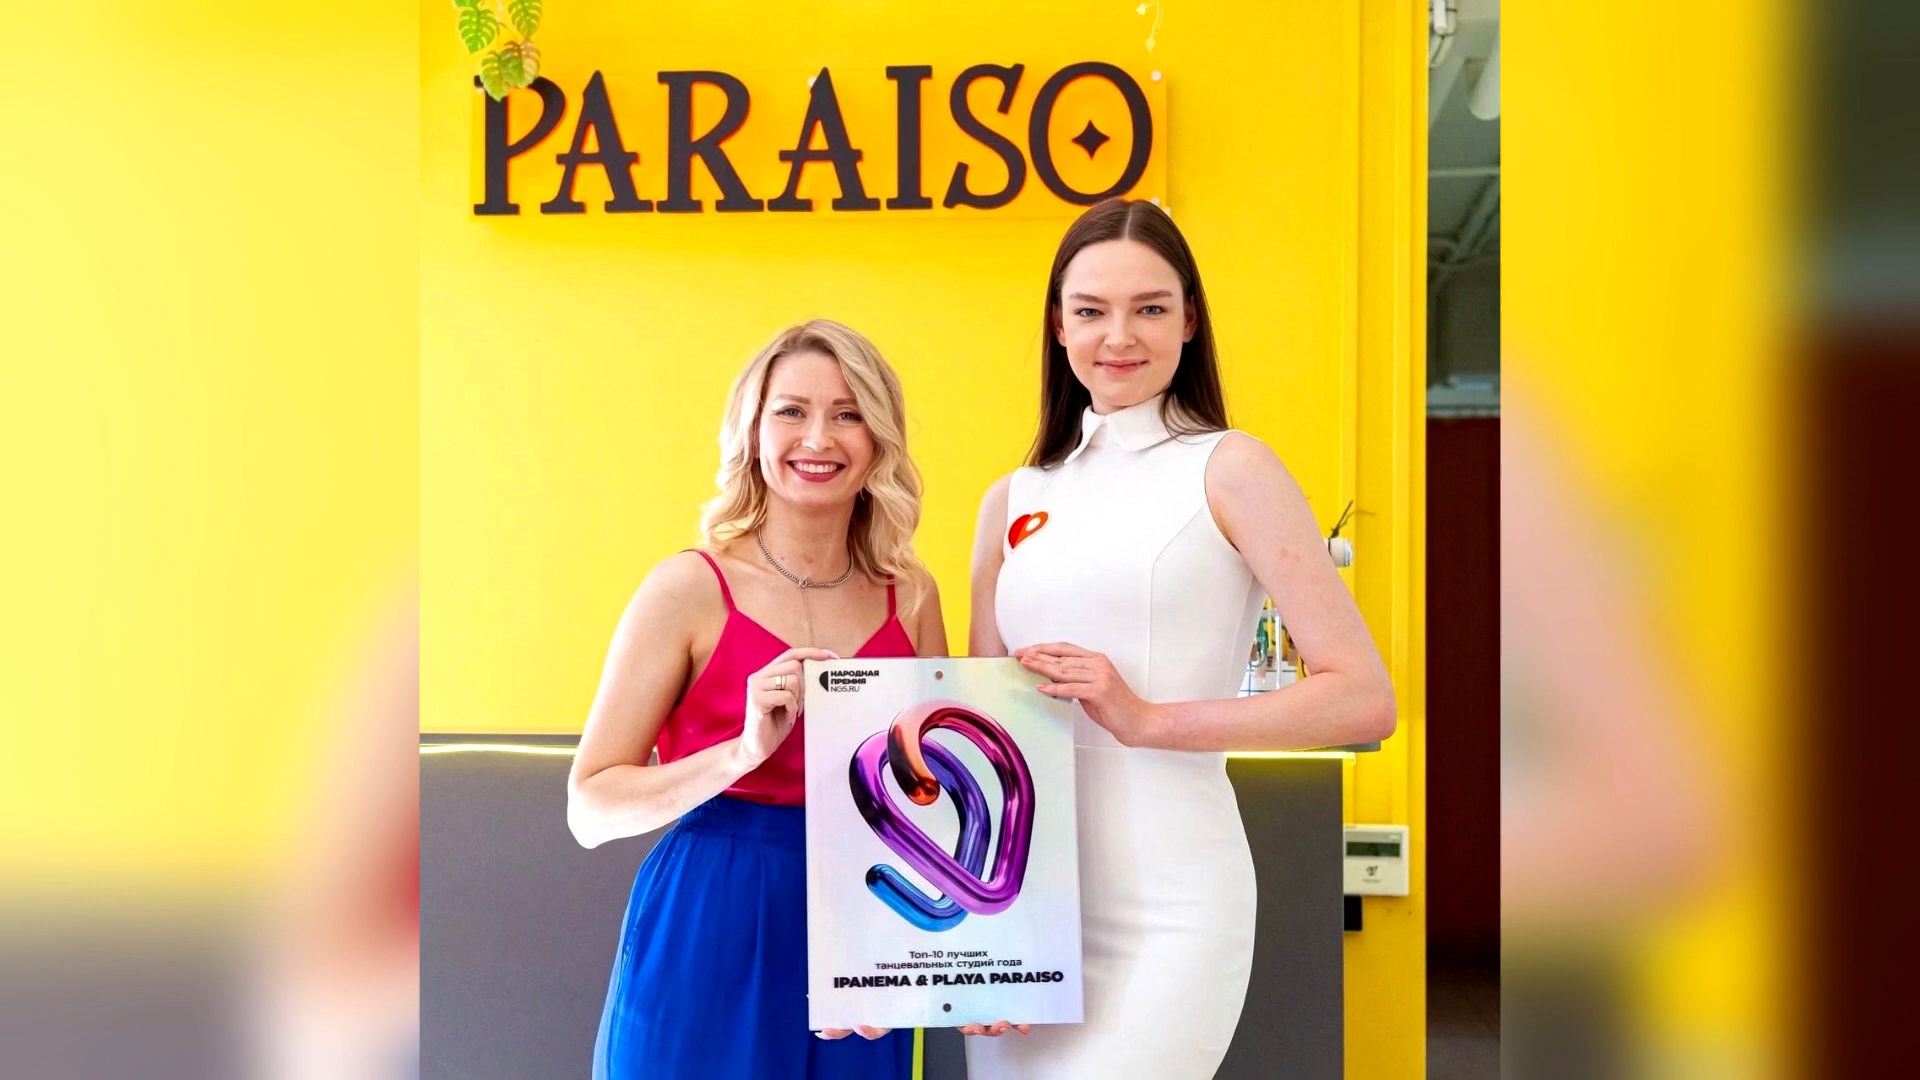 PARAISO
НАРОДНАЯ
ПРЕМИЯ
NGS.RU
Топ-10 лучших
танцевальных студий года
IPANEMA & PLAYA PARAISO